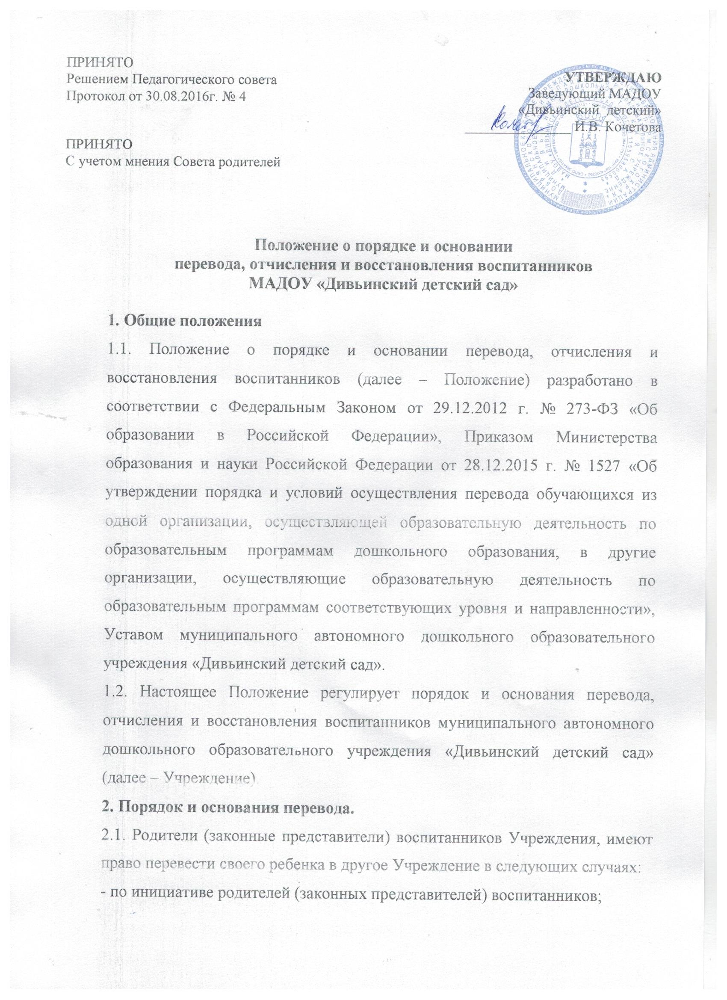 ПРИНЯТО
Решением Педагогического совета
Протокол от 30.08.2016г. № 4
ПРИНЯТО
С учетом мнения Совета родителей
УТВЕРЖДАЮ
Заведующий МАДОУ
«Дивьинский детский»
И.В. Кочетова
Положение о порядке и основании
перевода, отчисления и восстановления воспитанников
МАДОУ «Дивьинский детский сад»
1. Общие положения
1.1. Положение о порядке и основании перевода, отчисления и
восстановления воспитанников (далее – Положение) разработано в
соответствии с Федеральным Законом от 29.12.2012 г. № 273-ФЗ «Об
образовании в Российской Федерации», Приказом Министерства
образования и науки Российской Федерации от 28.12.2015 г. № 1527 «Об
утверждении порядка и условий осуществления перевода обучающихся из
одной организации, осуществляющей образовательную деятельность по
образовательным программам дошкольного образования, в другие
организации, осуществляющие образовательную деятельность по
образовательным программам соответствующих уровня и направленности»,
Уставом муниципального автономного дошкольного образовательного
учреждения «Дивьинский детский сад».
1.2. Настоящее Положение регулирует порядок и основания перевода,
отчисления и восстановления воспитанников муниципального автономного
дошкольного образовательного учреждения «Дивьинский детский сад»
(далее – Учреждение)
2. Порядок и основания перевода.
2.1. Родители (законные представители) воспитанников Учреждения, имеют
право перевести своего ребенка в другое Учреждение в следующих случаях:
- по инициативе родителей (законных представителей) воспитанников;